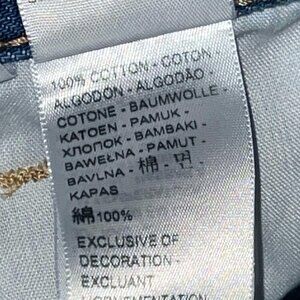 100% COTTON - COTON -
ALGODON - ALGODÃO -
COTONE - BAUMWOLLE -
KATOEN - PAMUK -
ХЛОПОК - BAMBAKI -
BAWEŁNA - PAMUT -
BAVLNA - 棉 - 면 -
KAPAS
綿100%
EXCLUSIVE OF
DECORATION -
EXCLUANT